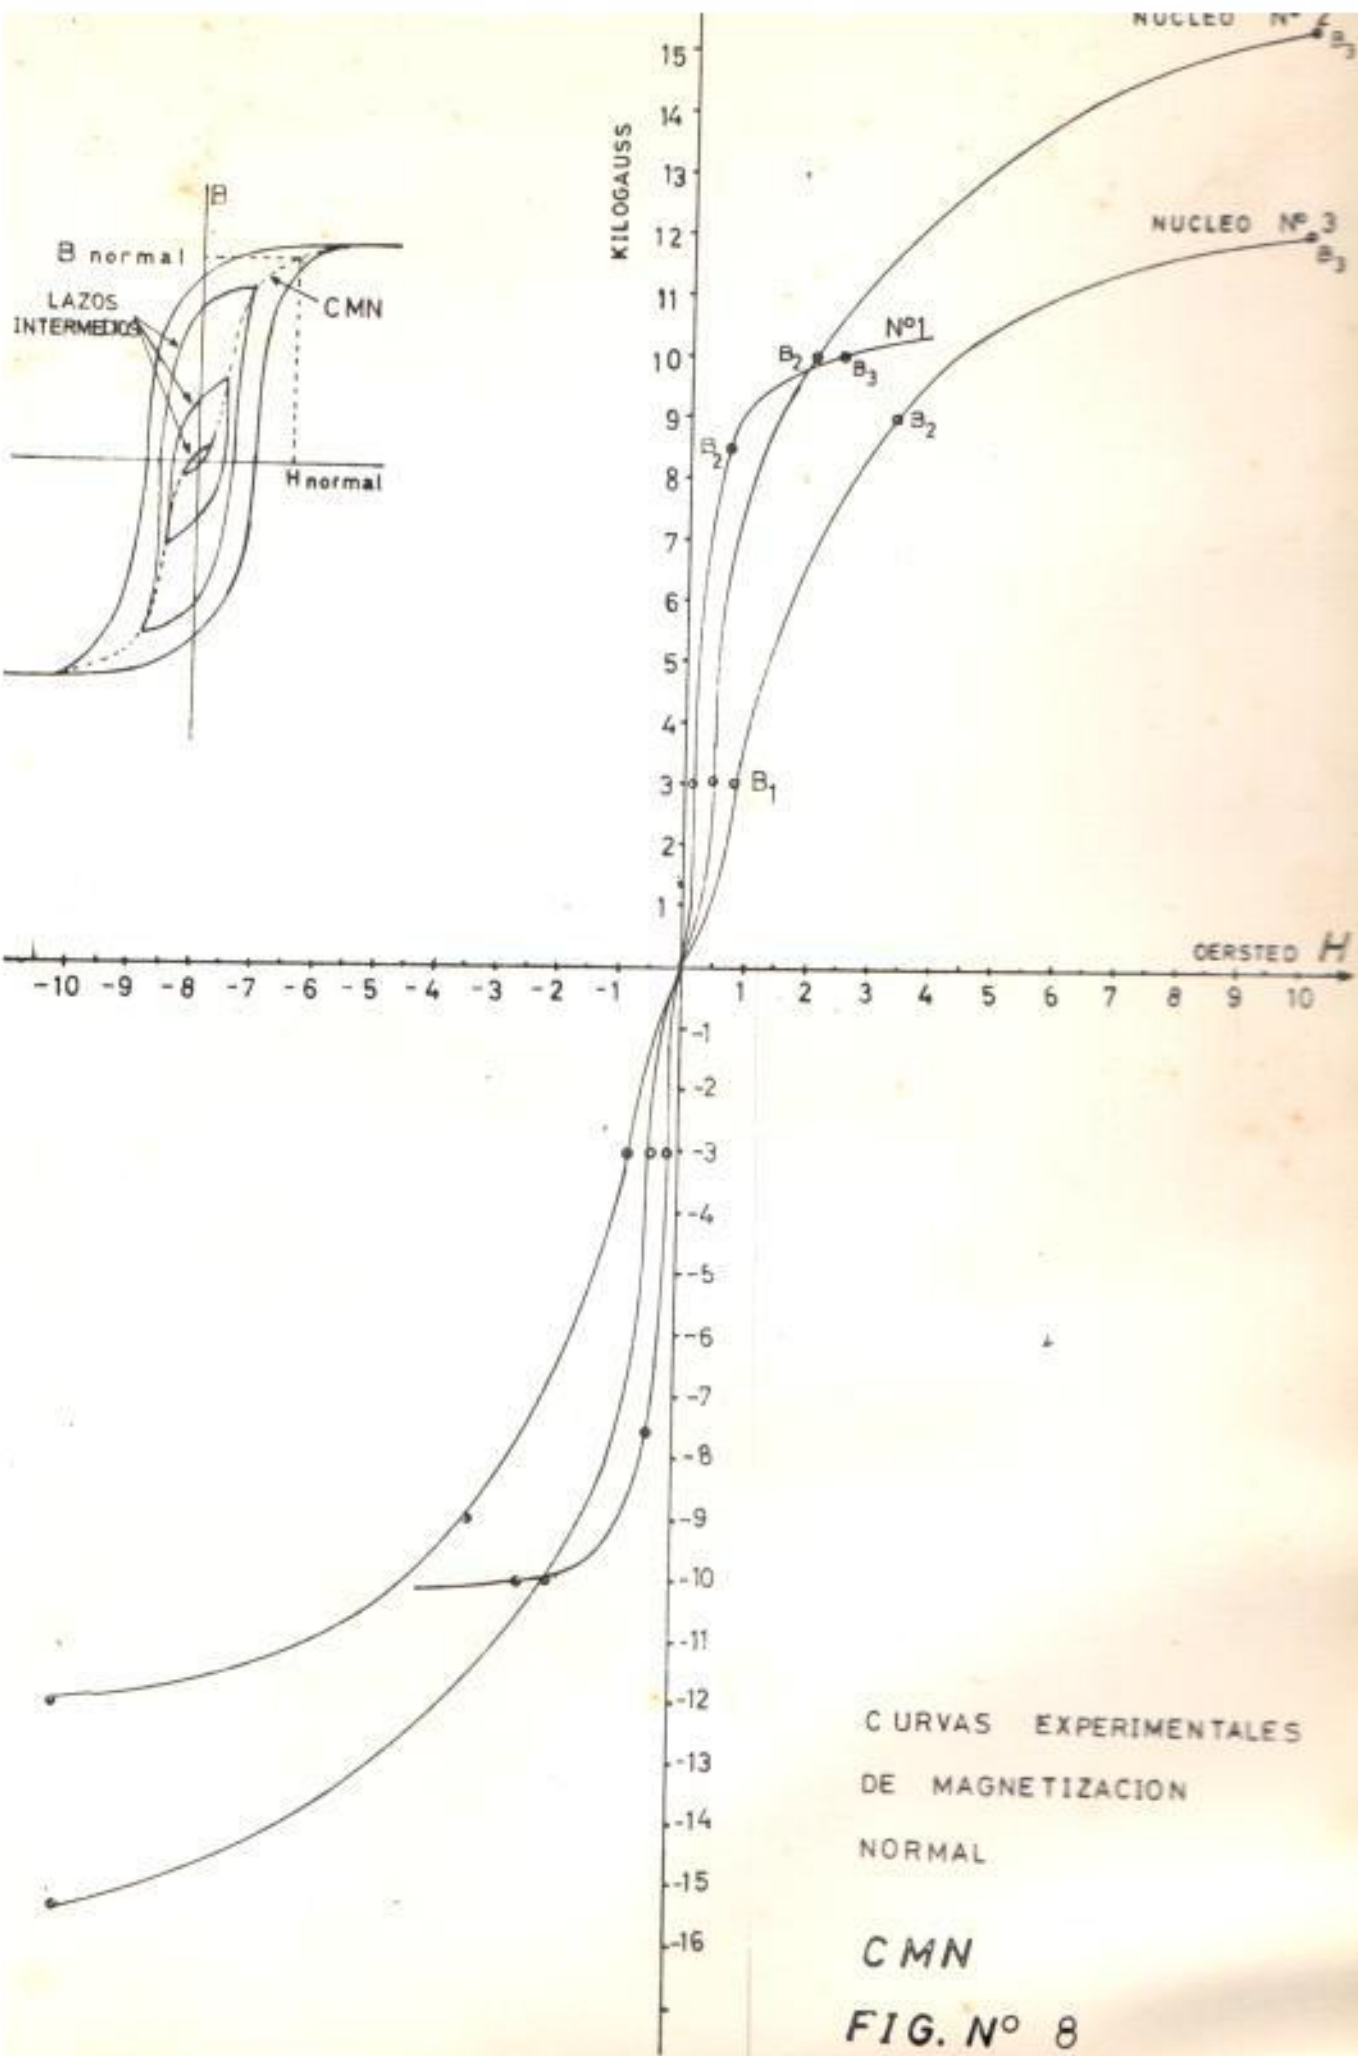 NUCLEO Nº 2
B3
15
14
13
12
11
10
9
8
7
6
5
4
3
2
1
KILOGAUSS
NUCLEO Nº 3
B3
Nº1
B2
B3
B2
B2
B1
B
B normal
CMN
LAZOS
INTERMEDIOS
H normal
OERSTED H
-10 -9 -8 -7 -6 -5 -4 -3 -2 -1 1 2 3 4 5 6 7 8 9 10
-1
-2
-3
-4
-5
-6
-7
-8
-9
-10
-11
-12
-13
-14
-15
-16
CURVAS EXPERIMENTALES
DE MAGNETIZACION
NORMAL
CMN
FIG. Nº 8